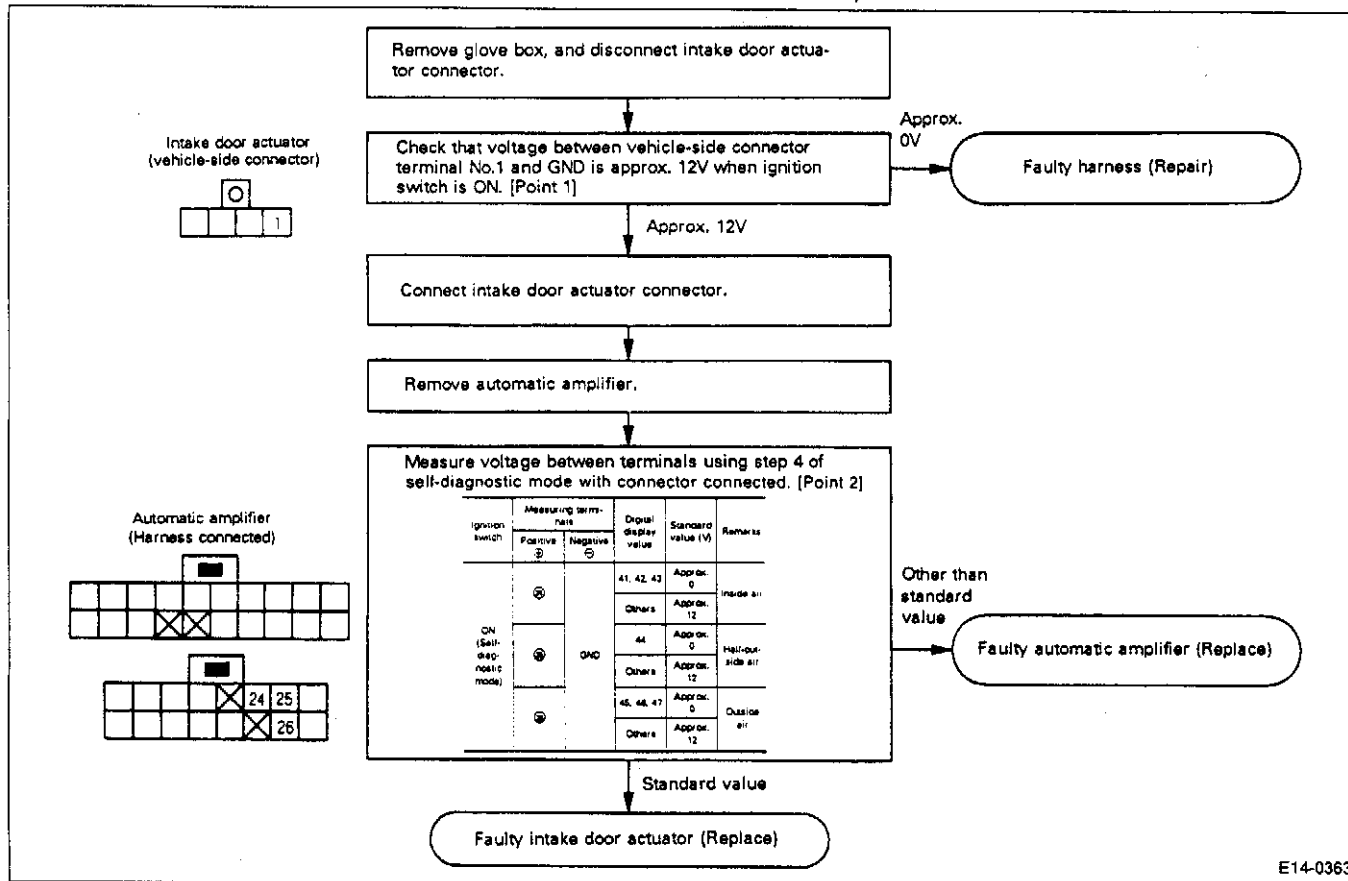 Remove glove box, and disconnect intake door actua-
tor connector.
Intake door actuator
(vehicle-side connector)
1
Check that voltage between vehicle-side connector
terminal No.1 and GND is approx. 12V when ignition
switch is ON. [Point 1]
Approx.
0V
Faulty harness (Repair)
Approx. 12V
Connect intake door actuator connector.
Remove automatic amplifier.
Measure voltage between terminals using step 4 of
self-diagnostic mode with connector connected. [Point 2]
Ignition
switch
Measuring termi-
nals
Positive
⊕
Negative
⊖
Digital
display
value
Standard
value (V)
Remarks
ON
(Self-
diag-
nostic
mode)
GND
41, 42, 43
Approx.
0
Inside air
Others
Approx.
12
44
Approx.
0
Half-out-
side air
Others
Approx.
12
45, 46, 47
Approx.
0
Outside
air
Others
Approx.
12
Automatic amplifier
(Harness connected)
24 25
26
Other than
standard
value
Faulty automatic amplifier (Replace)
Standard value
Faulty intake door actuator (Replace)
E14-0363